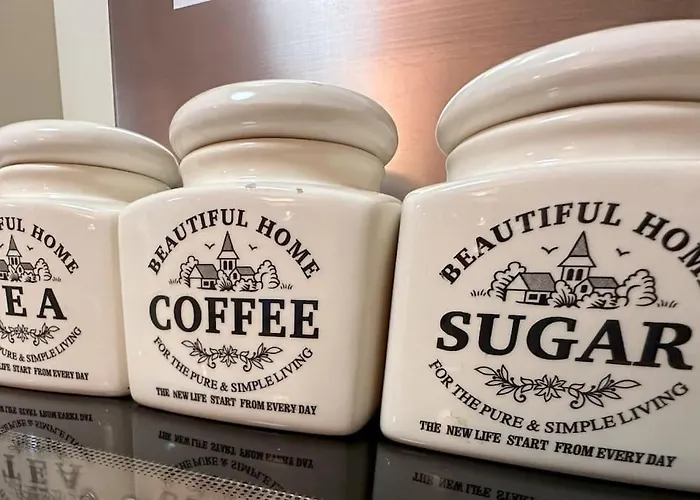 FUL HOME
EA
PURE & SIMPLE LIVING
LIFE START FROM EVERY DAY
BEAUTIFUL HOME
COFFEE
FOR THE PURE & SIMPLE LIVING
THE NEW LIFE START FROM EVERY DAY
BEAUTIFUL HOM
SUGAR
FOR THE PURE & SIMPLE LIVING
THE NEW LIFE START FROM EVERY DAY